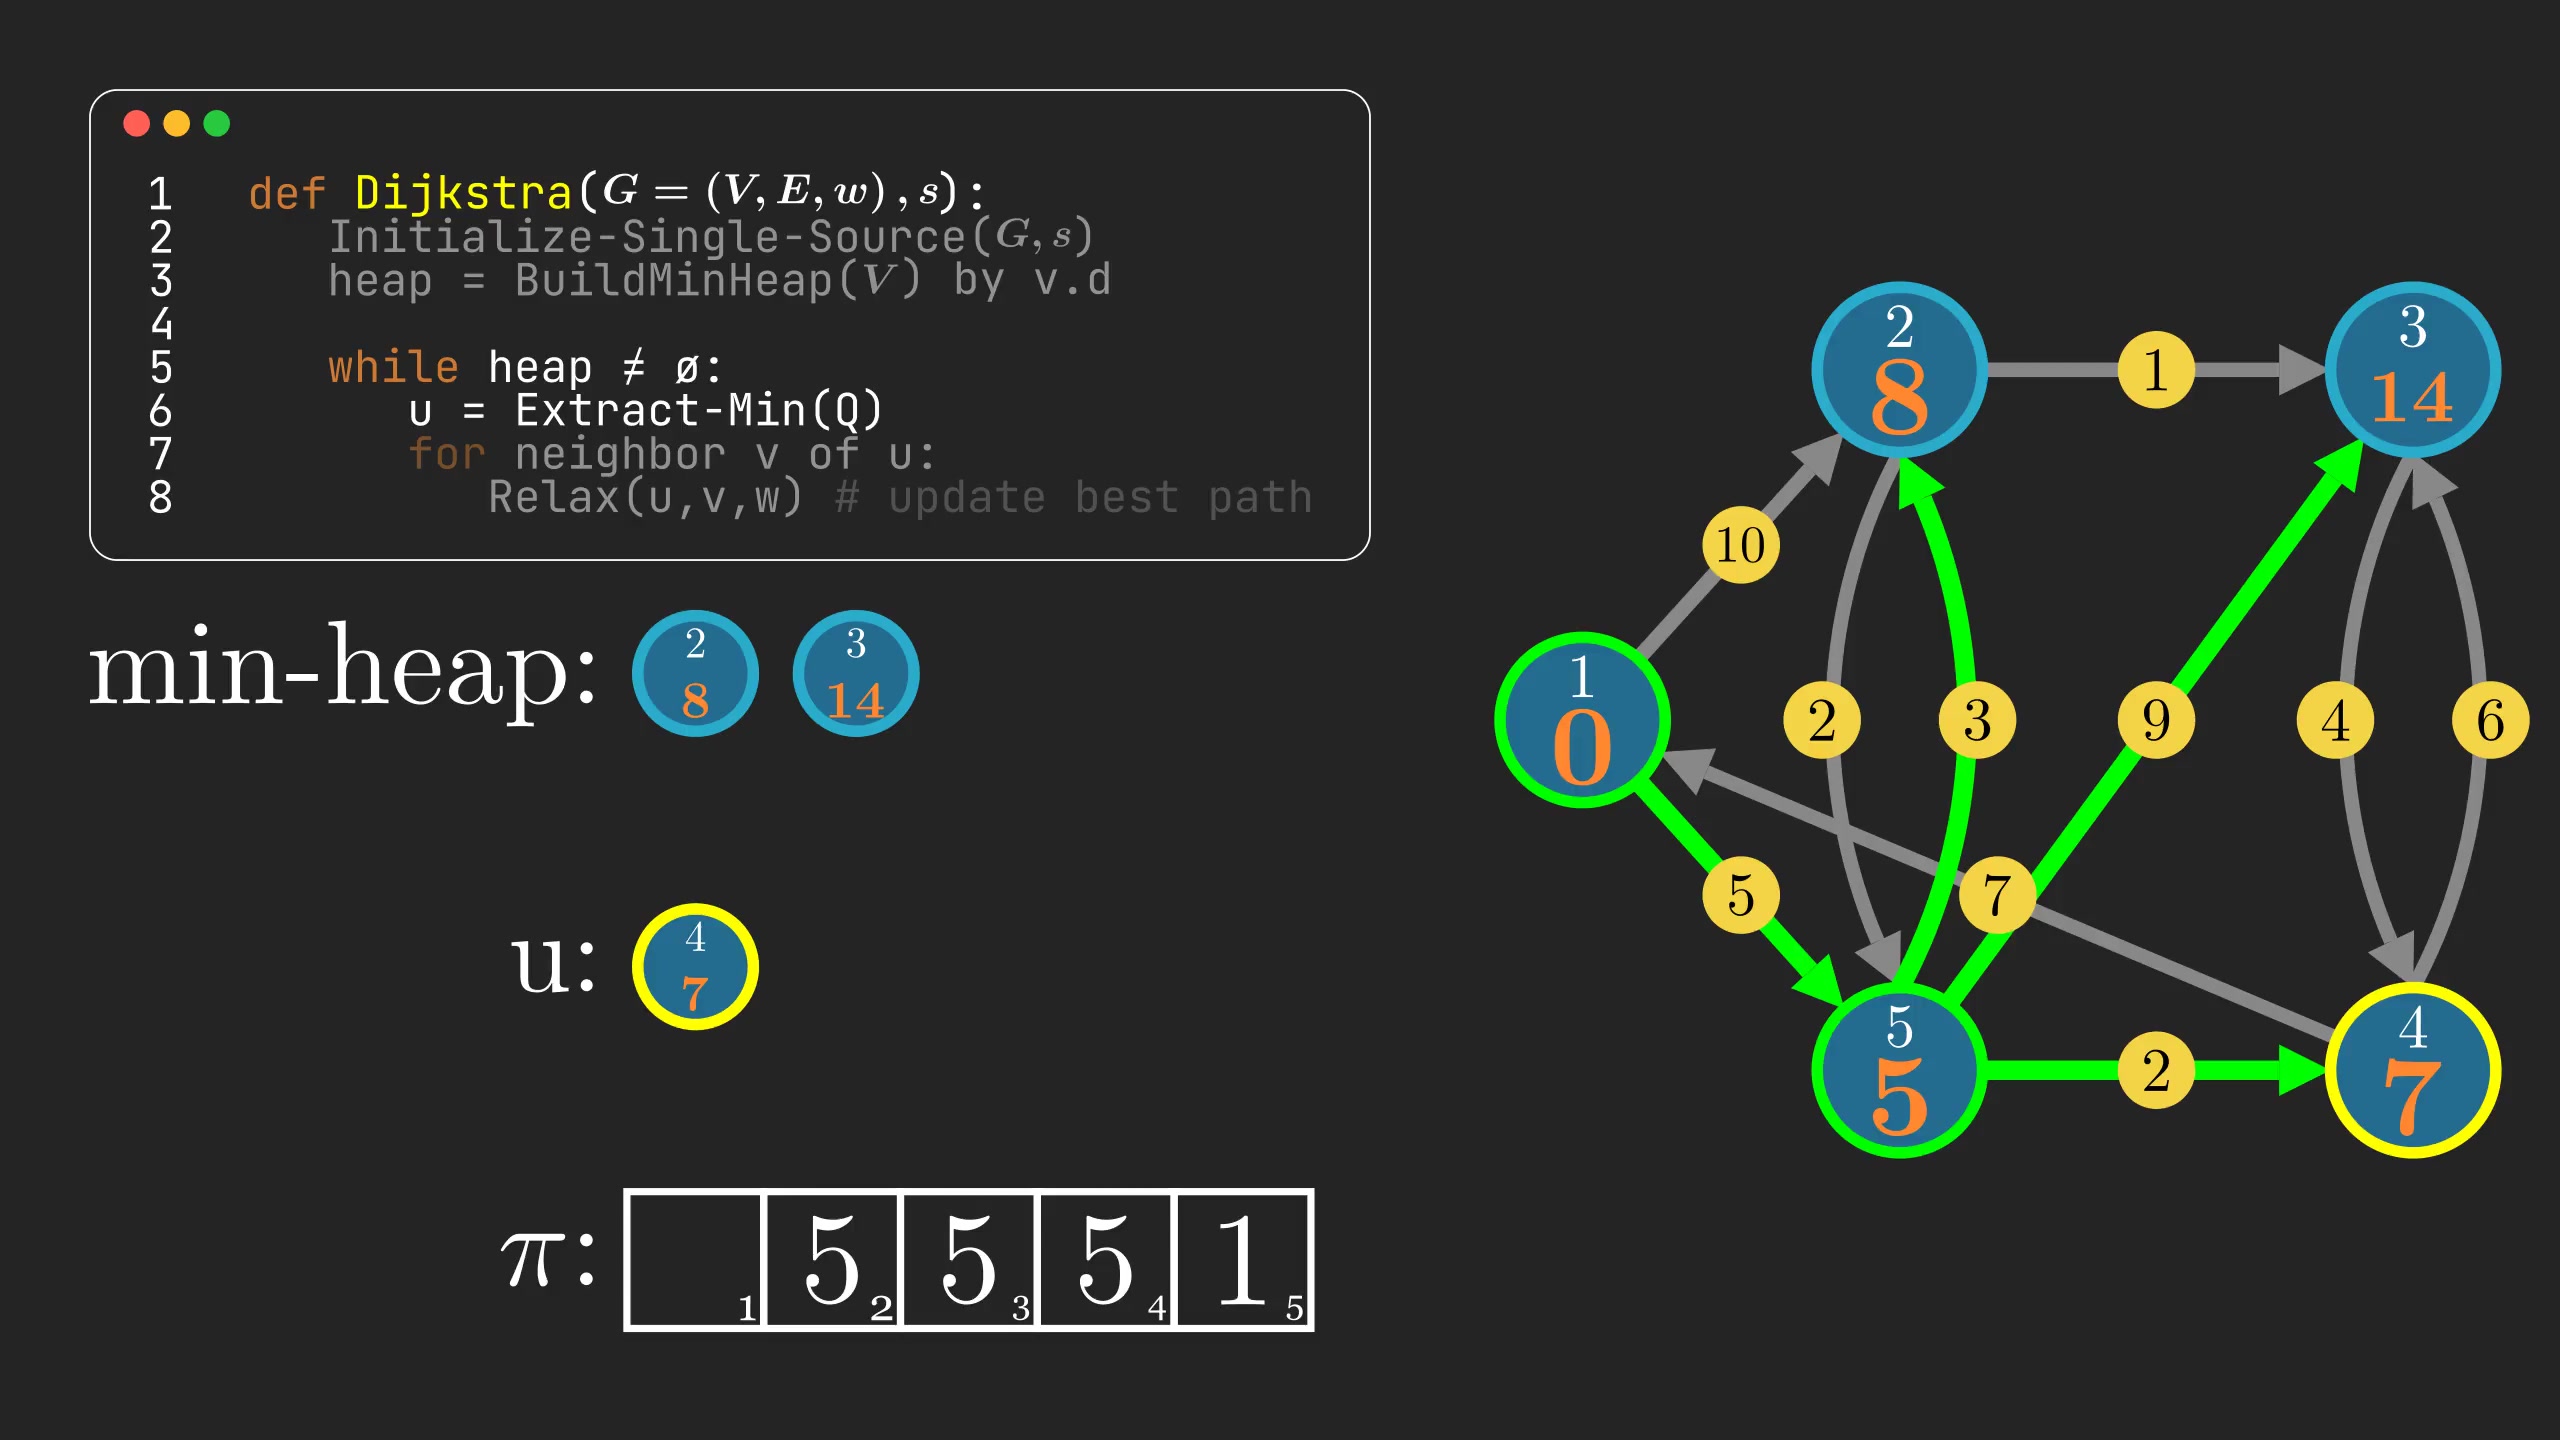 1 def Dijkstra(G = (V, E, w) , s):
2 Initialize-Single-Source(G, s)
3 heap = BuildMinHeap(V) by v.d
4
5 while heap ≠ ø:
6 u = Extract-Min(Q)
7 for neighbor v of u:
8 Relax(u,v,w) # update best path
min-heap: 2 8 3 14
u: 4 7
π: 1 5 2 5 3 5 4 1 5
2 8
1
3 14
10
1 0
2
3
9
4
6
5
7
5 5
2
4 7